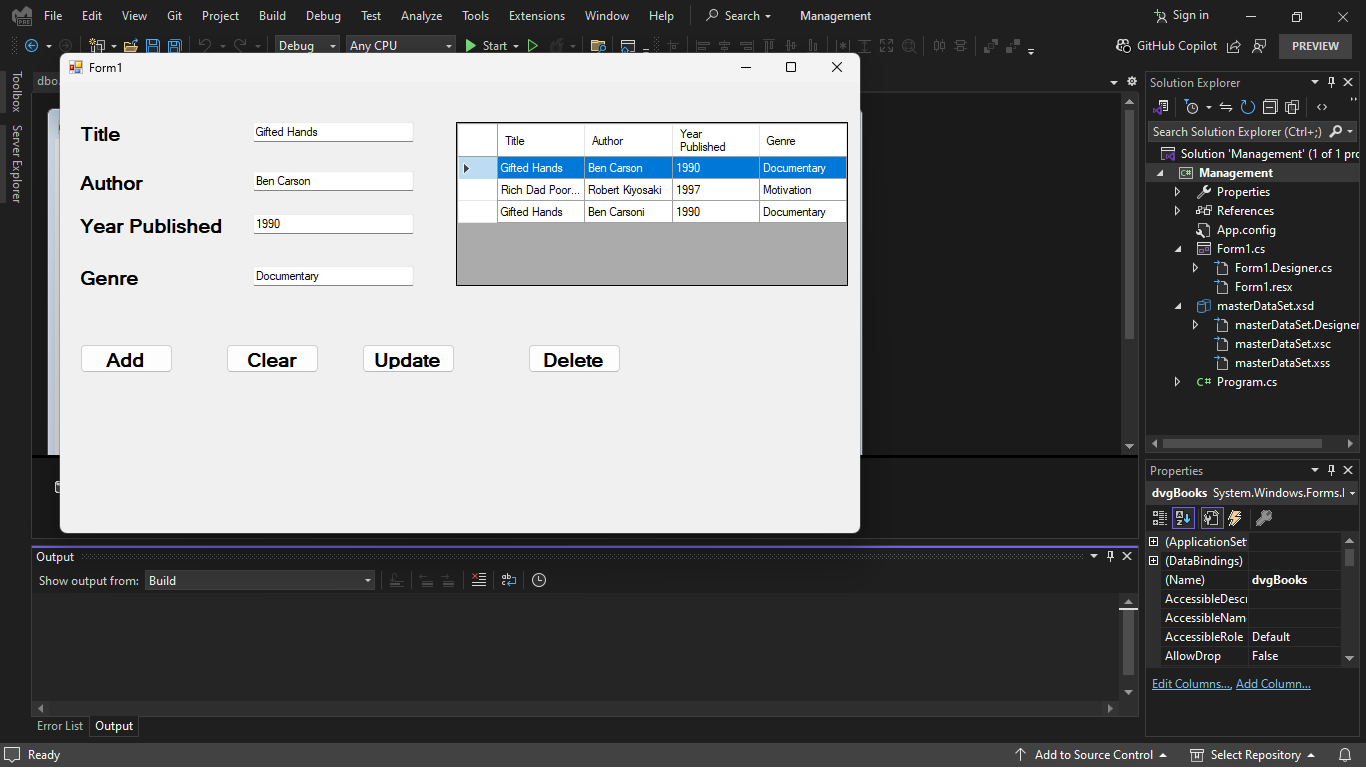 File Edit View Git Project Build Debug Test Analyze Tools Extensions Window Help Search Management Sign in
PRE
Debug Any CPU Start GitHub Copilot PREVIEW
Toolbox
Server Explorer
dbo.
Form1
Title Gifted Hands
Author Ben Carson
Year Published 1990
Genre Documentary
Title Author Year Published Genre
Gifted Hands Ben Carson 1990 Documentary
Rich Dad Poor... Robert Kiyosaki 1997 Motivation
Gifted Hands Ben Carsoni 1990 Documentary
Add Clear Update Delete
Solution Explorer
Search Solution Explorer (Ctrl+;)
Solution 'Management' (1 of 1 pro
C# Management
Properties
References
App.config
Form1.cs
Form1.Designer.cs
Form1.resx
masterDataSet.xsd
masterDataSet.Designer
masterDataSet.xsc
masterDataSet.xss
C# Program.cs
Properties
dvgBooks System.Windows.Forms.
(ApplicationSet
(DataBindings)
(Name) dvgBooks
AccessibleDescr
AccessibleNam
AccessibleRole Default
AllowDrop False
Edit Columns..., Add Column...
Output
Show output from: Build
Error List Output
Ready Add to Source Control Select Repository